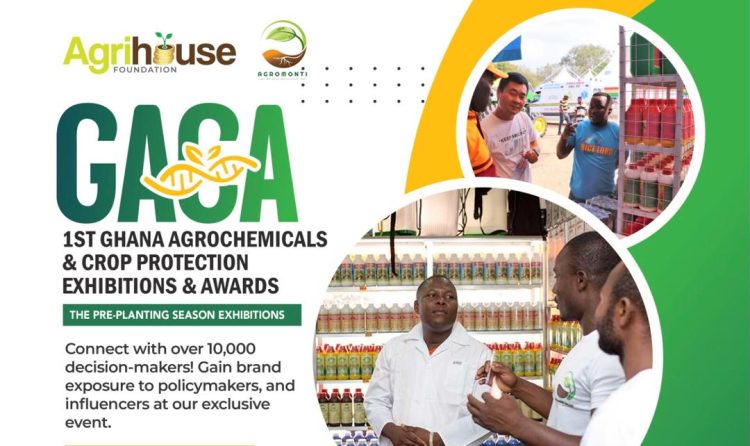 Agrihouse
FOUNDATION
AGROMONTI
GACA
1ST GHANA AGROCHEMICALS
& CROP PROTECTION
EXHIBITIONS & AWARDS
THE PRE-PLANTING SEASON EXHIBITIONS
Connect with over 10,000
decision-makers! Gain brand
exposure to policymakers, and
influencers at our exclusive
event.